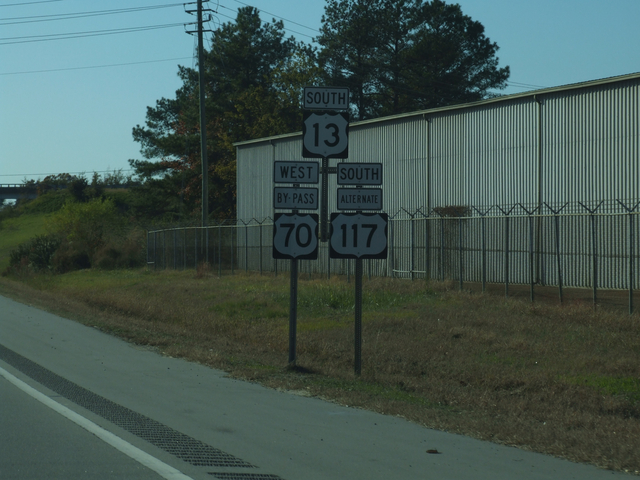 SOUTH
13
WEST
BY-PASS
70
SOUTH
ALTERNATE
117